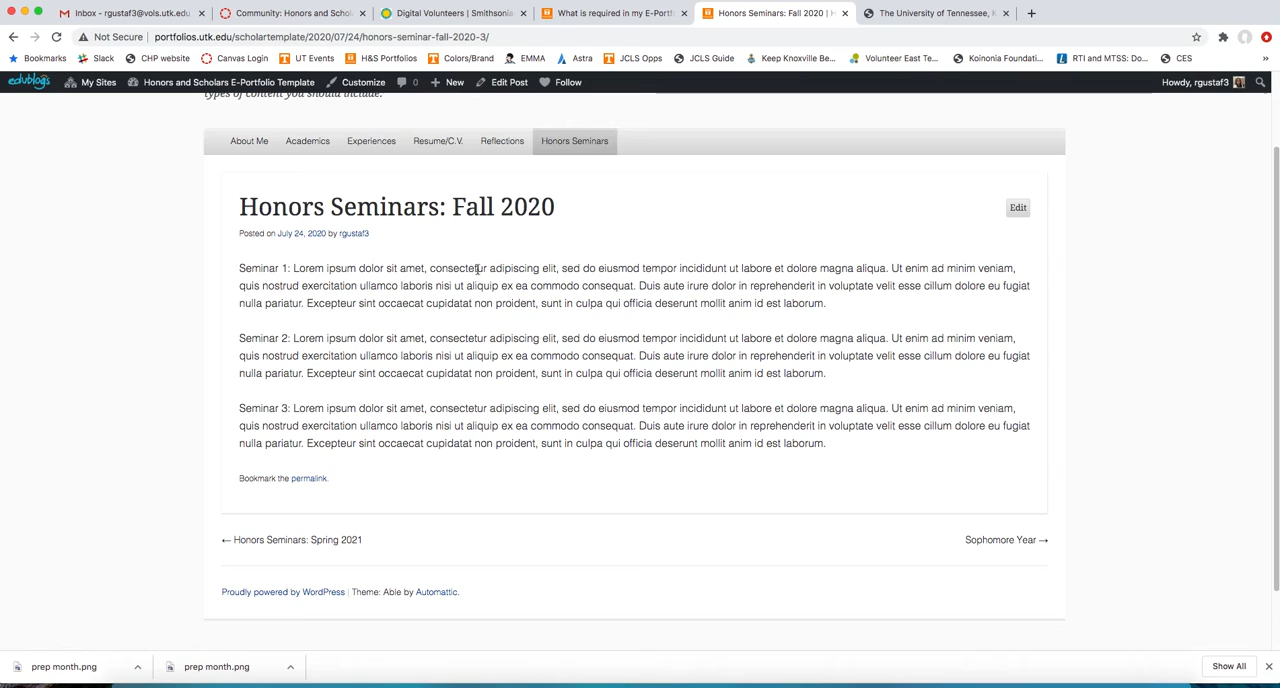 Inbox - rgustaf3@vols.utk.edu
Community: Honors and Schol
Digital Volunteers | Smithsonia
What is required in my E-Portf
Honors Seminars: Fall 2020 | H
The University of Tennessee, K
Not Secure
portfolios.utk.edu/scholartemplate/2020/07/24/honors-seminar-fall-2020-3/
Bookmarks Slack CHP website Canvas Login UT Events H&S Portfolios Colors/Brand EMMA Astra JCLS Opps JCLS Guide Keep Knoxville Be... Volunteer East Te... Koinonia Foundati... RTI and MTSS: Do... CES »
edublogs My Sites Honors and Scholars E-Portfolio Template Customize 0 New Edit Post Follow Howdy, rgustaf3
types of content you should include.
About Me Academics Experiences Resume/C.V. Reflections Honors Seminars
Honors Seminars: Fall 2020
Edit
Posted on July 24, 2020 by rgustaf3
Seminar 1: Lorem ipsum dolor sit amet, consectetur adipiscing elit, sed do eiusmod tempor incididunt ut labore et dolore magna aliqua. Ut enim ad minim veniam,
quis nostrud exercitation ullamco laboris nisi ut aliquip ex ea commodo consequat. Duis aute irure dolor in reprehenderit in voluptate velit esse cillum dolore eu fugiat
nulla pariatur. Excepteur sint occaecat cupidatat non proident, sunt in culpa qui officia deserunt mollit anim id est laborum.
Seminar 2: Lorem ipsum dolor sit amet, consectetur adipiscing elit, sed do eiusmod tempor incididunt ut labore et dolore magna aliqua. Ut enim ad minim veniam,
quis nostrud exercitation ullamco laboris nisi ut aliquip ex ea commodo consequat. Duis aute irure dolor in reprehenderit in voluptate velit esse cillum dolore eu fugiat
nulla pariatur. Excepteur sint occaecat cupidatat non proident, sunt in culpa qui officia deserunt mollit anim id est laborum.
Seminar 3: Lorem ipsum dolor sit amet, consectetur adipiscing elit, sed do eiusmod tempor incididunt ut labore et dolore magna aliqua. Ut enim ad minim veniam,
quis nostrud exercitation ullamco laboris nisi ut aliquip ex ea commodo consequat. Duis aute irure dolor in reprehenderit in voluptate velit esse cillum dolore eu fugiat
nulla pariatur. Excepteur sint occaecat cupidatat non proident, sunt in culpa qui officia deserunt mollit anim id est laborum.
Bookmark the permalink.
← Honors Seminars: Spring 2021
Sophomore Year →
Proudly powered by WordPress | Theme: Able by Automattic.
prep month.png
prep month.png
Show All